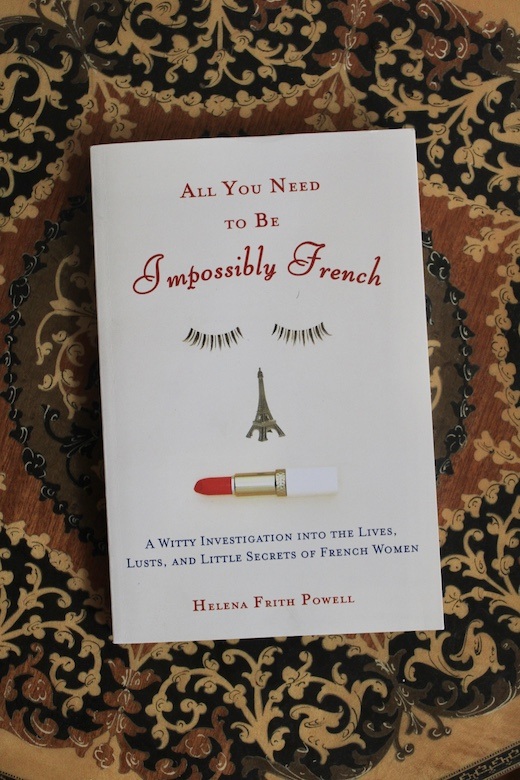 All You Need
to Be
Impossibly French
A Witty Investigation into the Lives,
Lusts, and Little Secrets of French Women
Helena Frith Powell